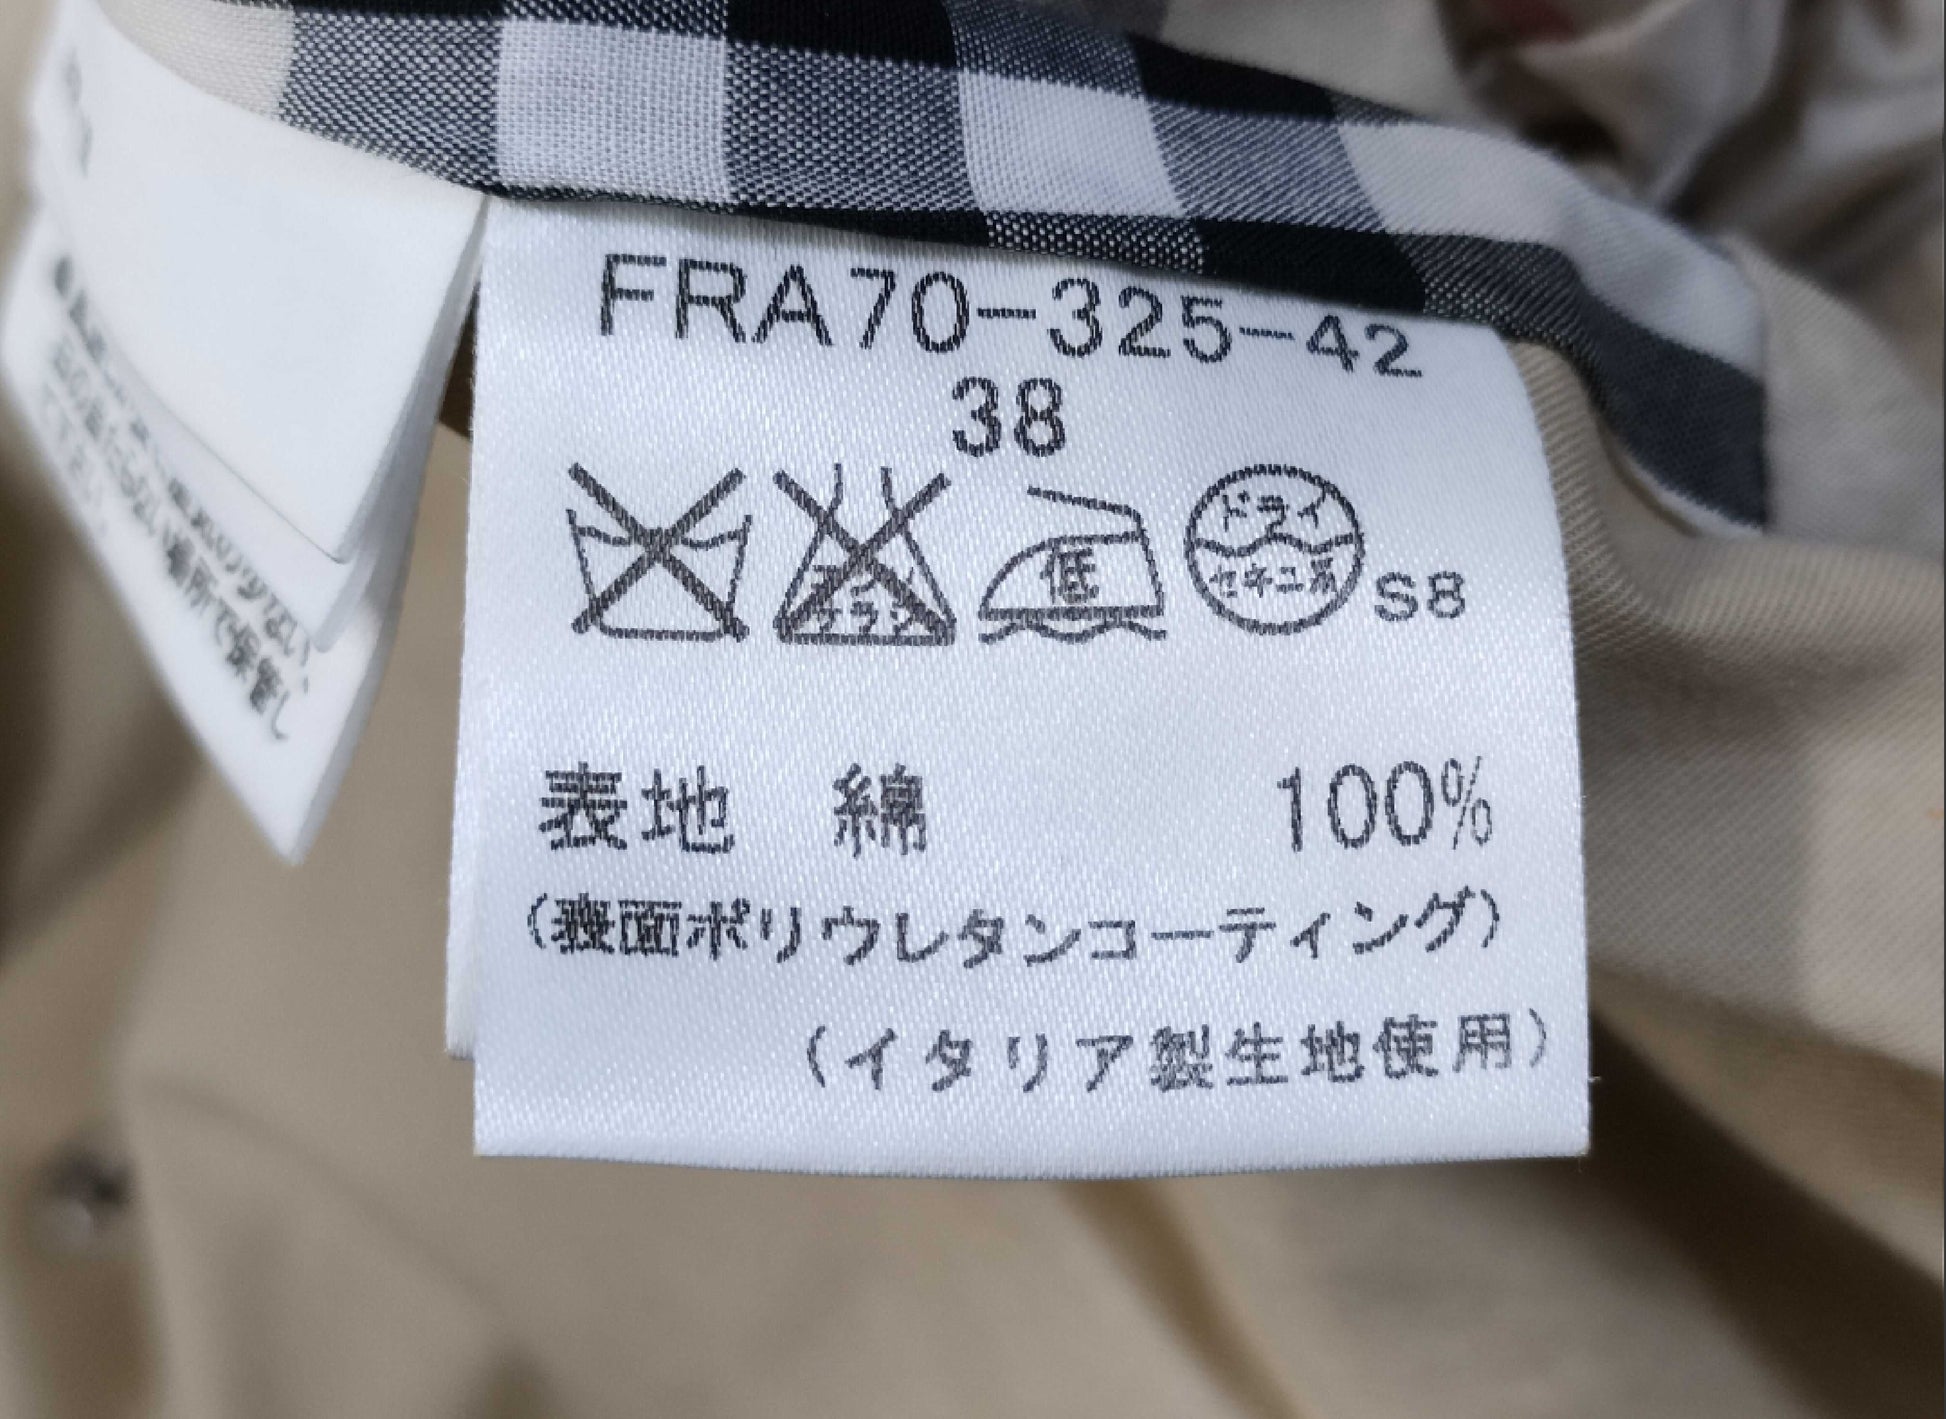 FRA70-325-42
38
低
ドライ
セキユ系
S8
表地 綿 100%
(表面ポリウレタンコーティング)
(イタリア製生地使用)